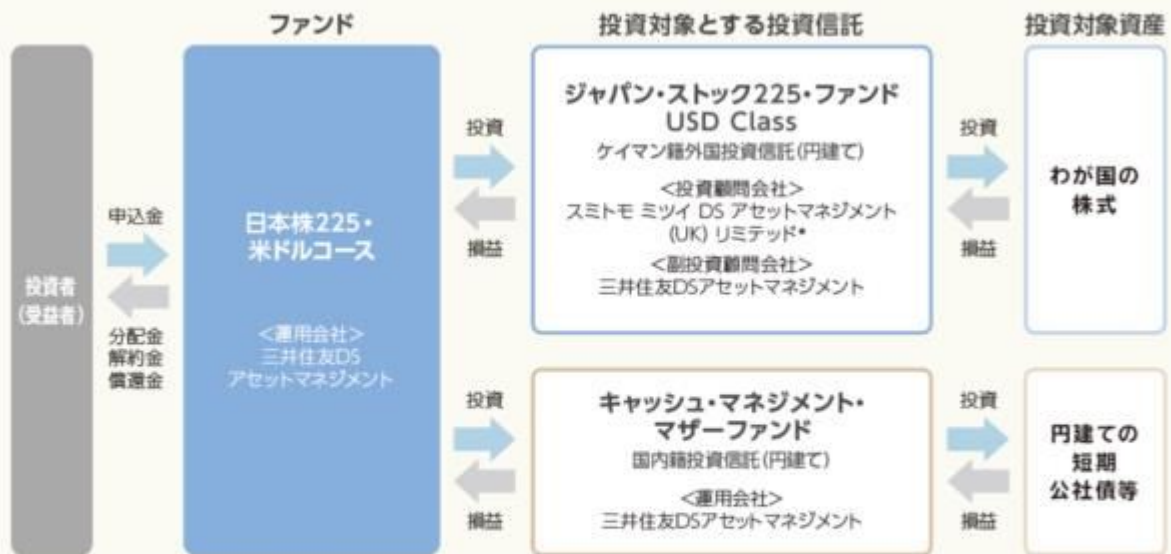 ファンド
投資対象とする投資信託
投資対象資産
投資者
(受益者)
申込金
分配金
解約金
償還金
日本株225・
米ドルコース
<運用会社>
三井住友DS
アセットマネジメント
投資
損益
ジャパン・ストック225・ファンド
USD Class
ケイマン籍外国投資信託(円建て)
<投資顧問会社>
スミトモ ミツイ DS アセットマネジメント
(UK) リミテッド*
<副投資顧問会社>
三井住友DSアセットマネジメント
投資
損益
わが国の
株式
投資
損益
キャッシュ・マネジメント・
マザーファンド
国内籍投資信託(円建て)
<運用会社>
三井住友DSアセットマネジメント
投資
損益
円建ての
短期
公社債等